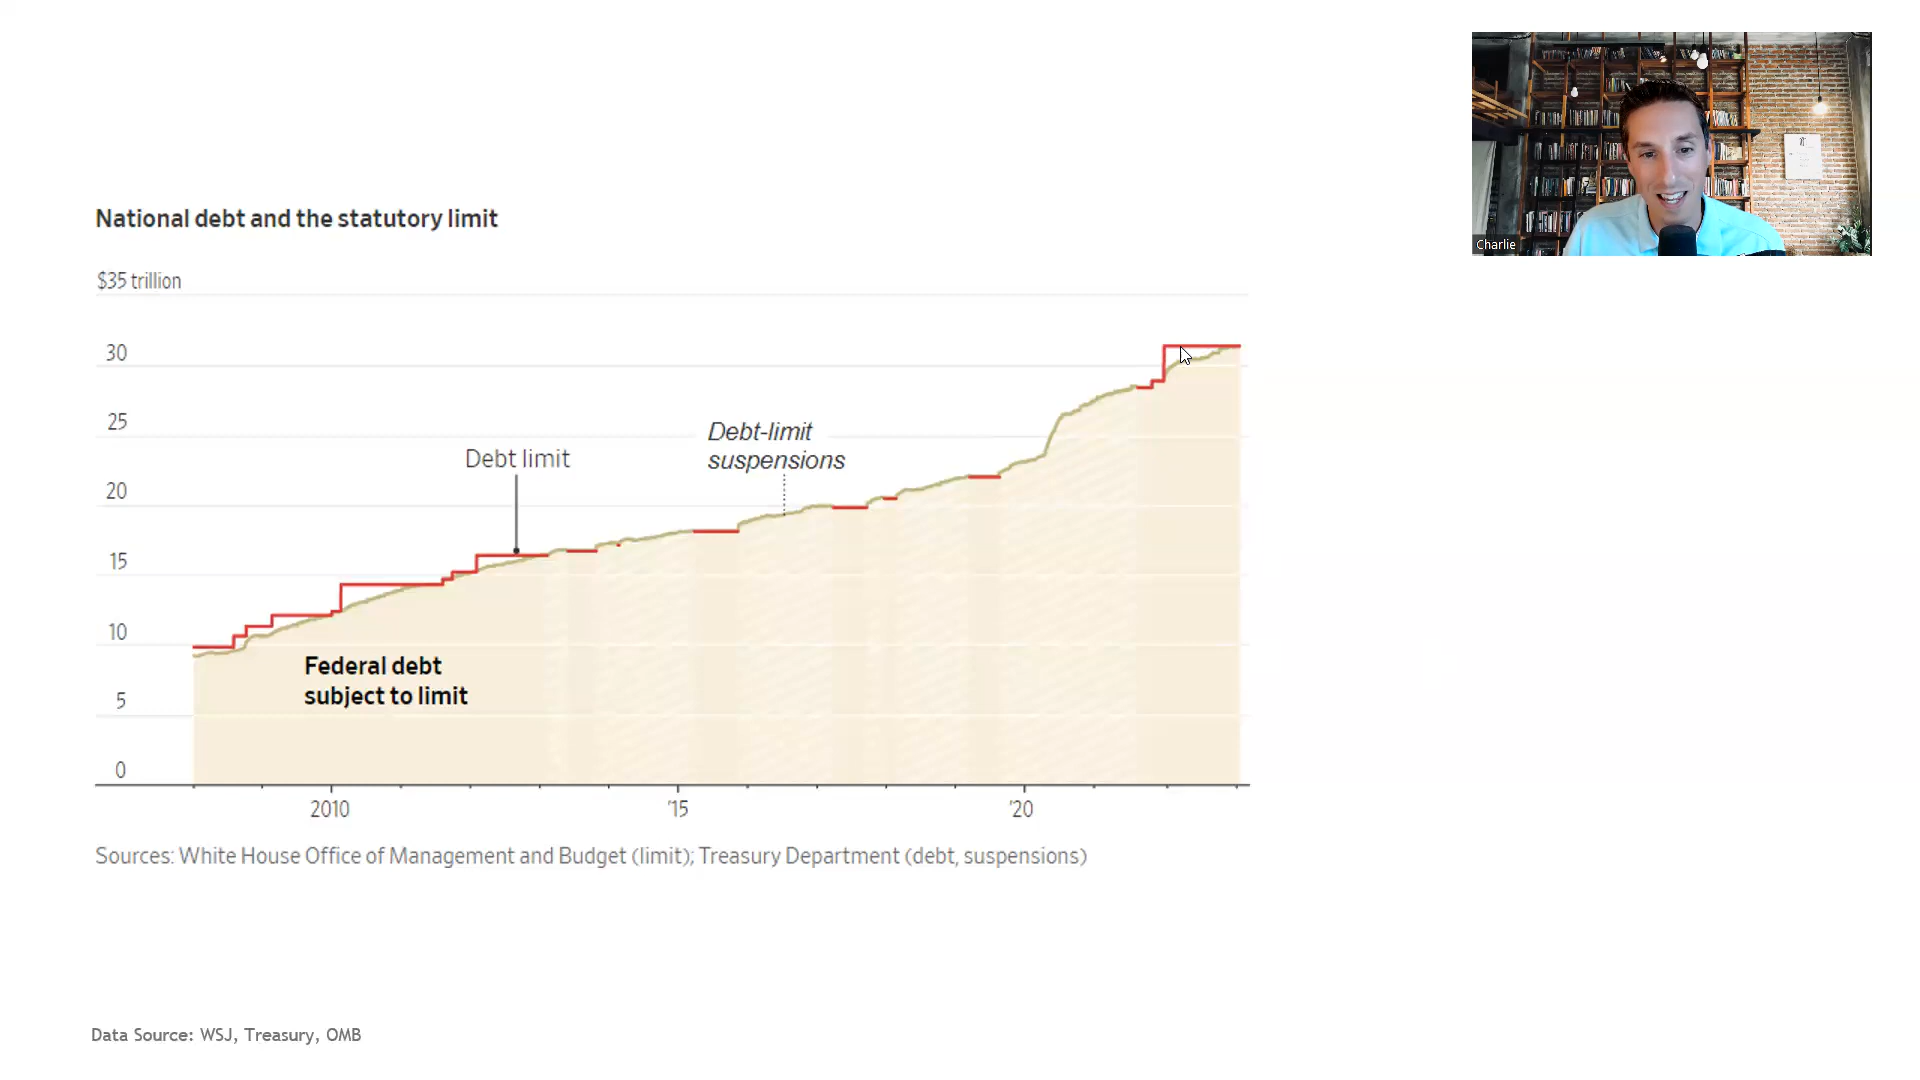 Charlie
National debt and the statutory limit
$35 trillion
30
25
20
15
10
5
0
Debt limit
Debt-limit
suspensions
Federal debt
subject to limit
2010
'15
'20
Sources: White House Office of Management and Budget (limit); Treasury Department (debt, suspensions)
Data Source: WSJ, Treasury, OMB